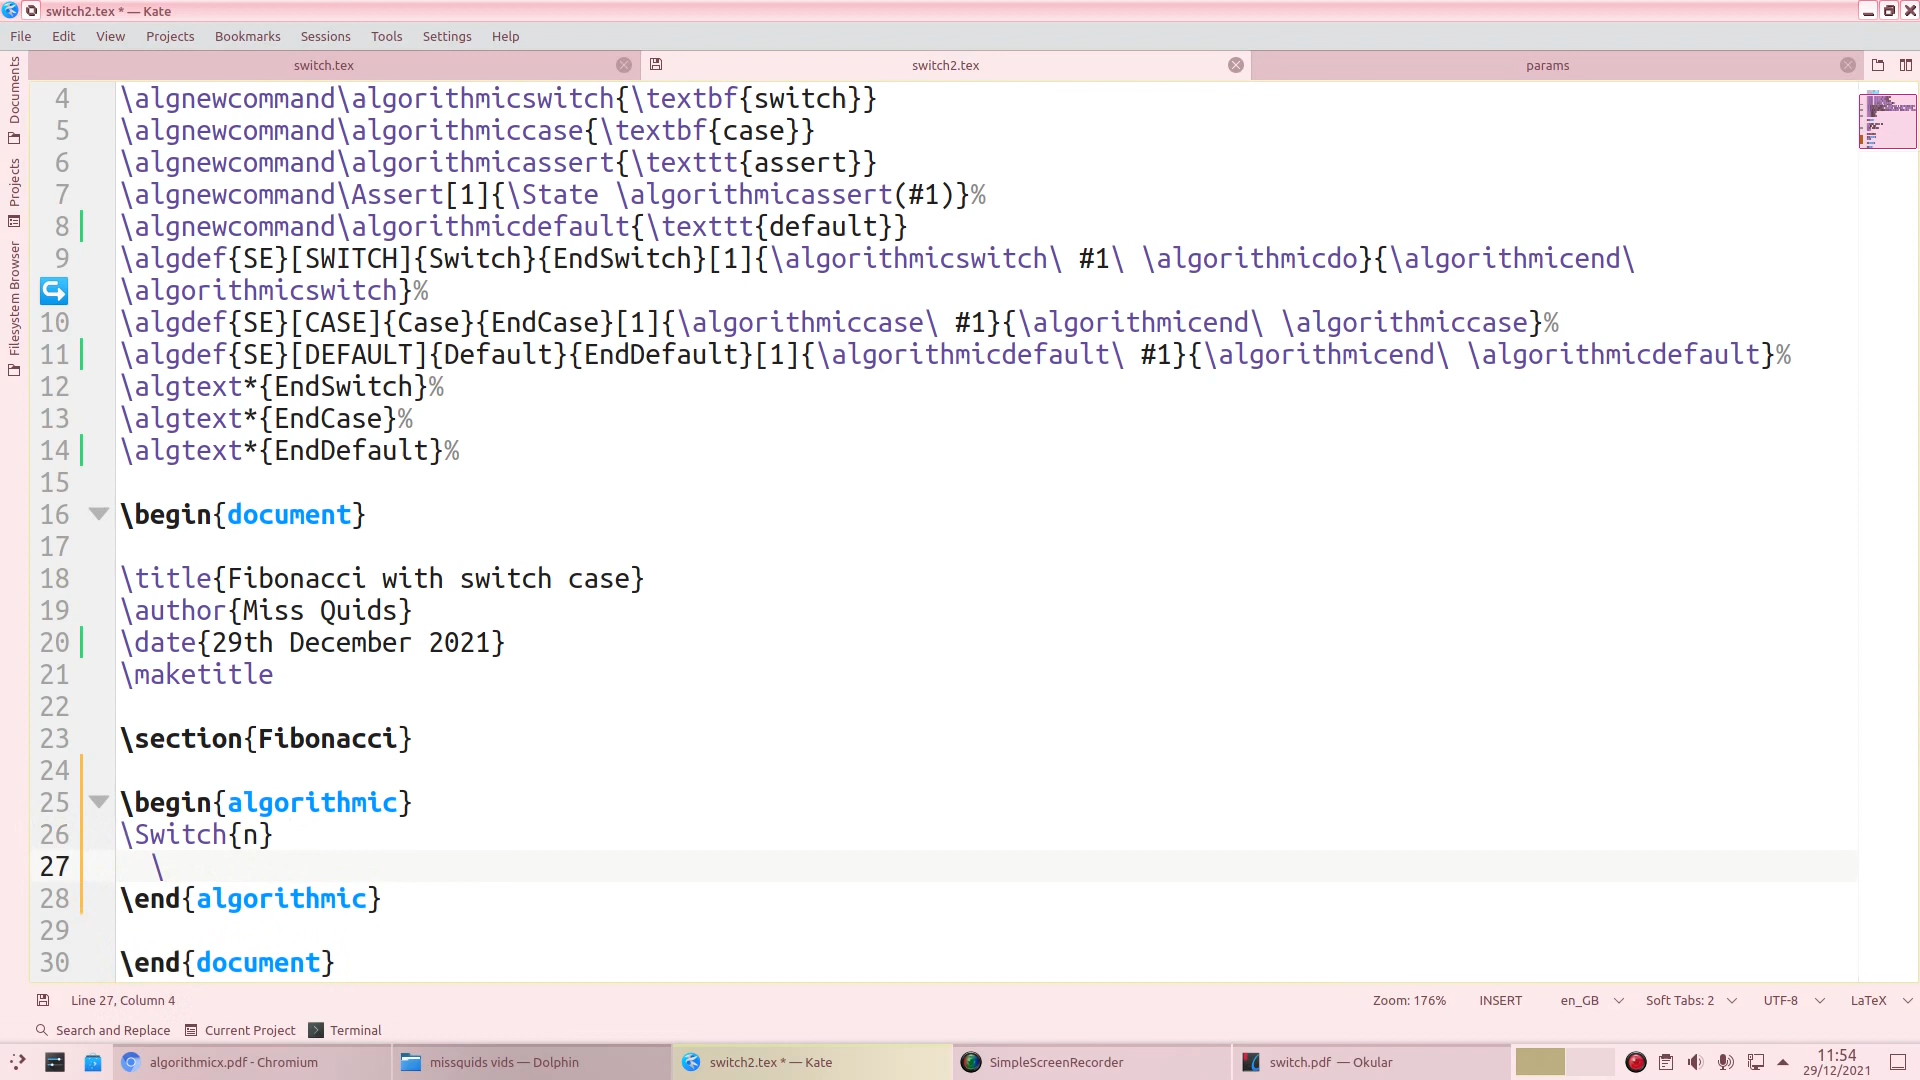 switch2.tex * — Kate
File Edit View Projects Bookmarks Sessions Tools Settings Help
switch.tex switch2.tex params
Documents
Projects
Filesystem Browser
4 \algnewcommand\algorithmicswitch{\textbf{switch}}
5 \algnewcommand\algorithmiccase{\textbf{case}}
6 \algnewcommand\algorithmicassert{\texttt{assert}}
7 \algnewcommand\Assert[1]{\State \algorithmicassert(#1)}%
8 \algnewcommand\algorithmicdefault{\texttt{default}}
9 \algdef{SE}[SWITCH]{Switch}{EndSwitch}[1]{\algorithmicswitch\ #1\ \algorithmicdo}{\algorithmicend\
\algorithmicswitch}%
10 \algdef{SE}[CASE]{Case}{EndCase}[1]{\algorithmiccase\ #1}{\algorithmicend\ \algorithmiccase}%
11 \algdef{SE}[DEFAULT]{Default}{EndDefault}[1]{\algorithmicdefault\ #1}{\algorithmicend\ \algorithmicdefault}%
12 \algtext*{EndSwitch}%
13 \algtext*{EndCase}%
14 \algtext*{EndDefault}%
15
16 \begin{document}
17
18 \title{Fibonacci with switch case}
19 \author{Miss Quids}
20 \date{29th December 2021}
21 \maketitle
22
23 \section{Fibonacci}
24
25 \begin{algorithmic}
26 \Switch{n}
27 \
28 \end{algorithmic}
29
30 \end{document}
Line 27, Column 4 Zoom: 176% INSERT en_GB Soft Tabs: 2 UTF-8 LaTeX
Search and Replace Current Project Terminal
algorithmicx.pdf - Chromium missquids vids — Dolphin switch2.tex * — Kate SimpleScreenRecorder switch.pdf — Okular 11:54
29/12/2021